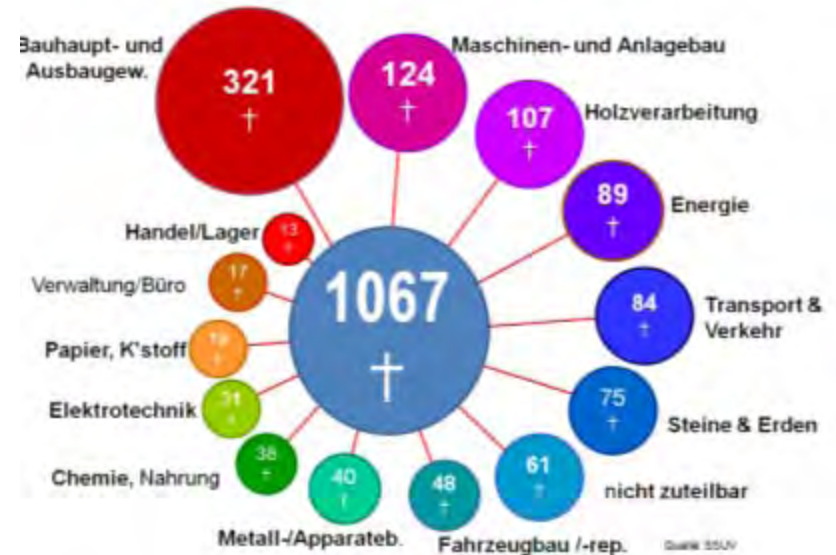 Bauhaupt- und
Ausbaugew.
321
†
124
†
Maschinen- und Anlagebau
107
†
Holzverarbeitung
89
†
Energie
84
†
Transport &
Verkehr
75
†
Steine & Erden
61
†
nicht zuteilbar
48
†
Fahrzeugbau /-rep.
40
†
Metall-/Apparateb.
38
†
Chemie, Nahrung
31
†
Elektrotechnik
19
†
Papier, K'stoff
17
†
Verwaltung/Büro
13
†
Handel/Lager
1067
†
Quelle: SSUV